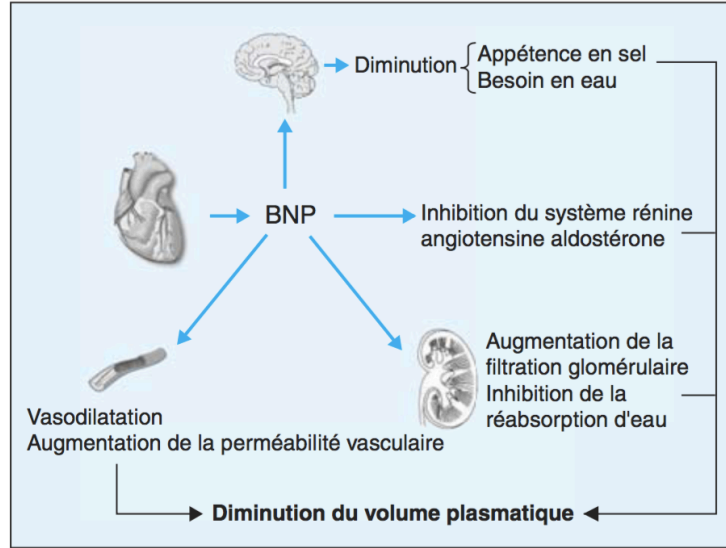 Diminution
Appétence en sel
Besoin en eau
BNP
Inhibition du système rénine
angiotensine aldostérone
Augmentation de la
filtration glomérulaire
Inhibition de la
réabsorption d'eau
Vasodilatation
Augmentation de la perméabilité vasculaire
Diminution du volume plasmatique